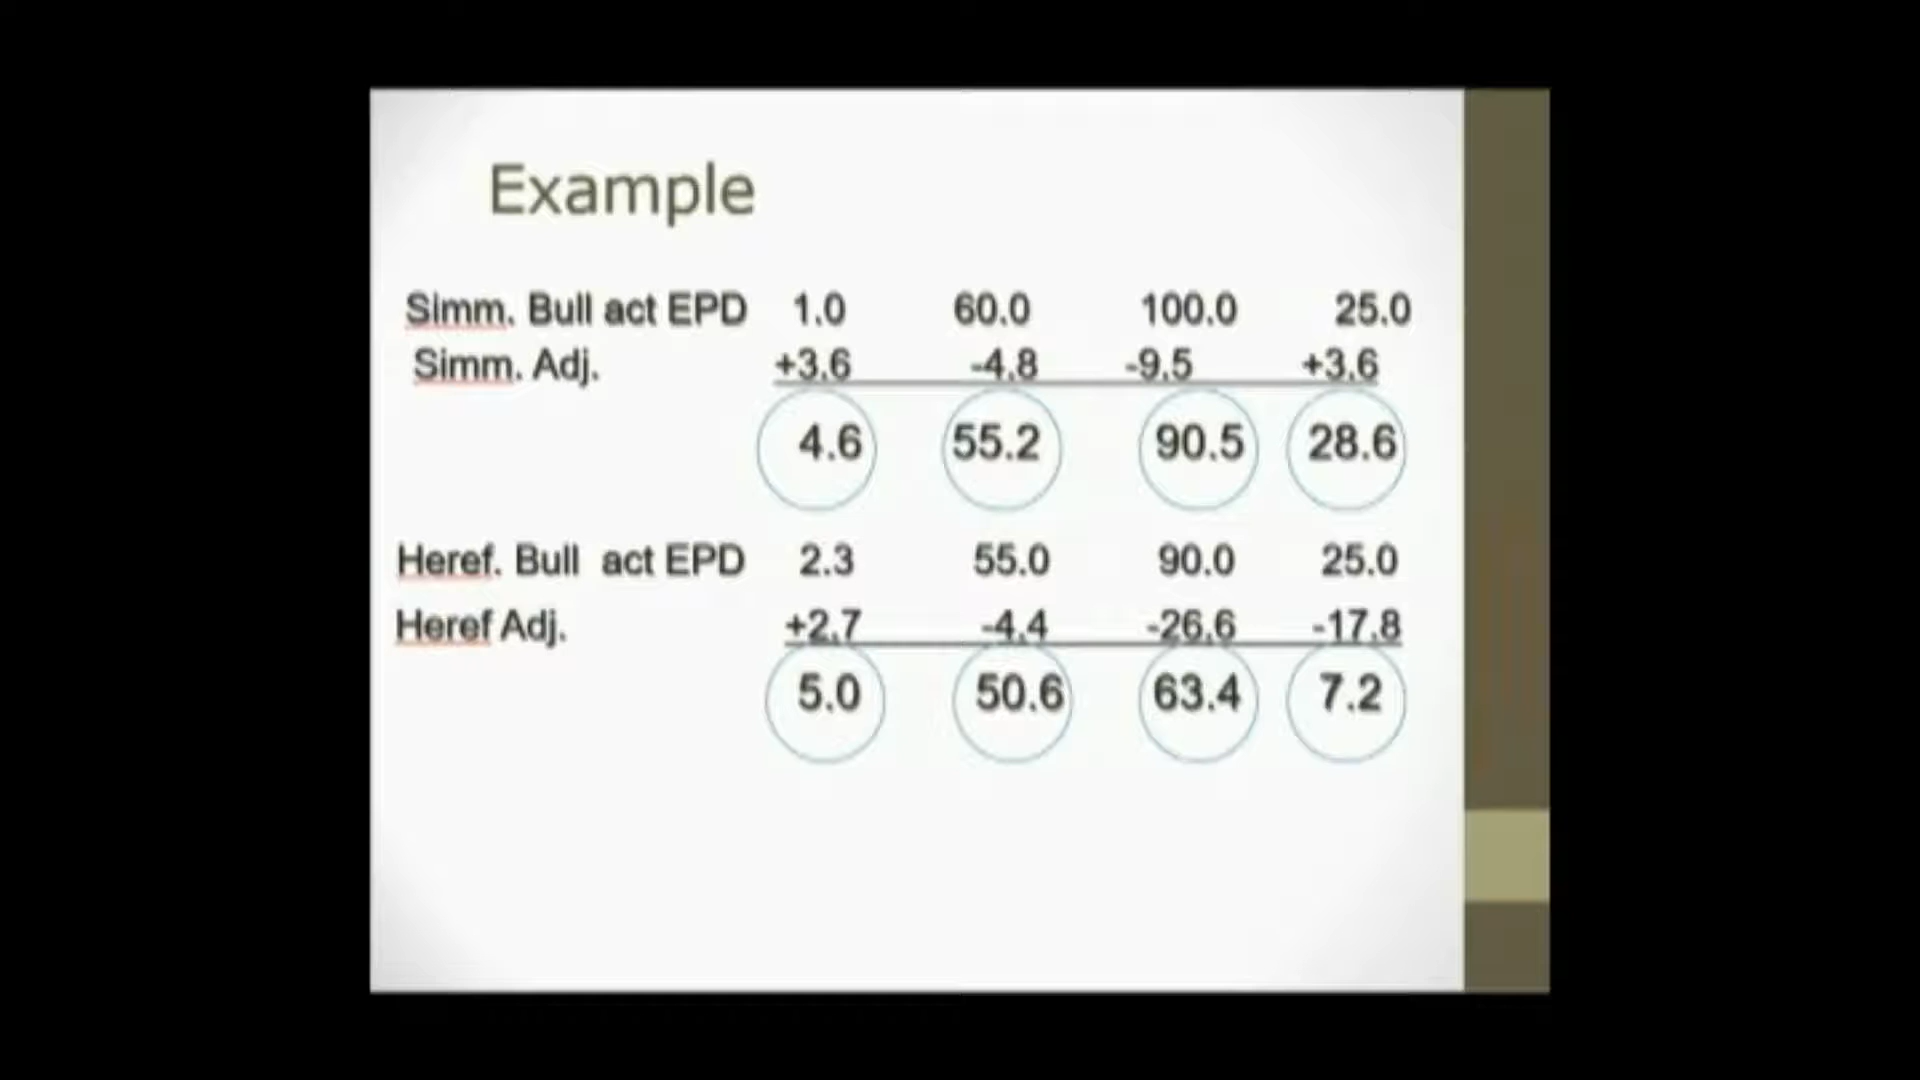 Example
Simm. Bull act EPD 1.0 60.0 100.0 25.0
Simm. Adj. +3.6 -4.8 -9.5 +3.6
4.6 55.2 90.5 28.6
Heref. Bull act EPD 2.3 55.0 90.0 25.0
Heref Adj. +2.7 -4.4 -26.6 -17.8
5.0 50.6 63.4 7.2